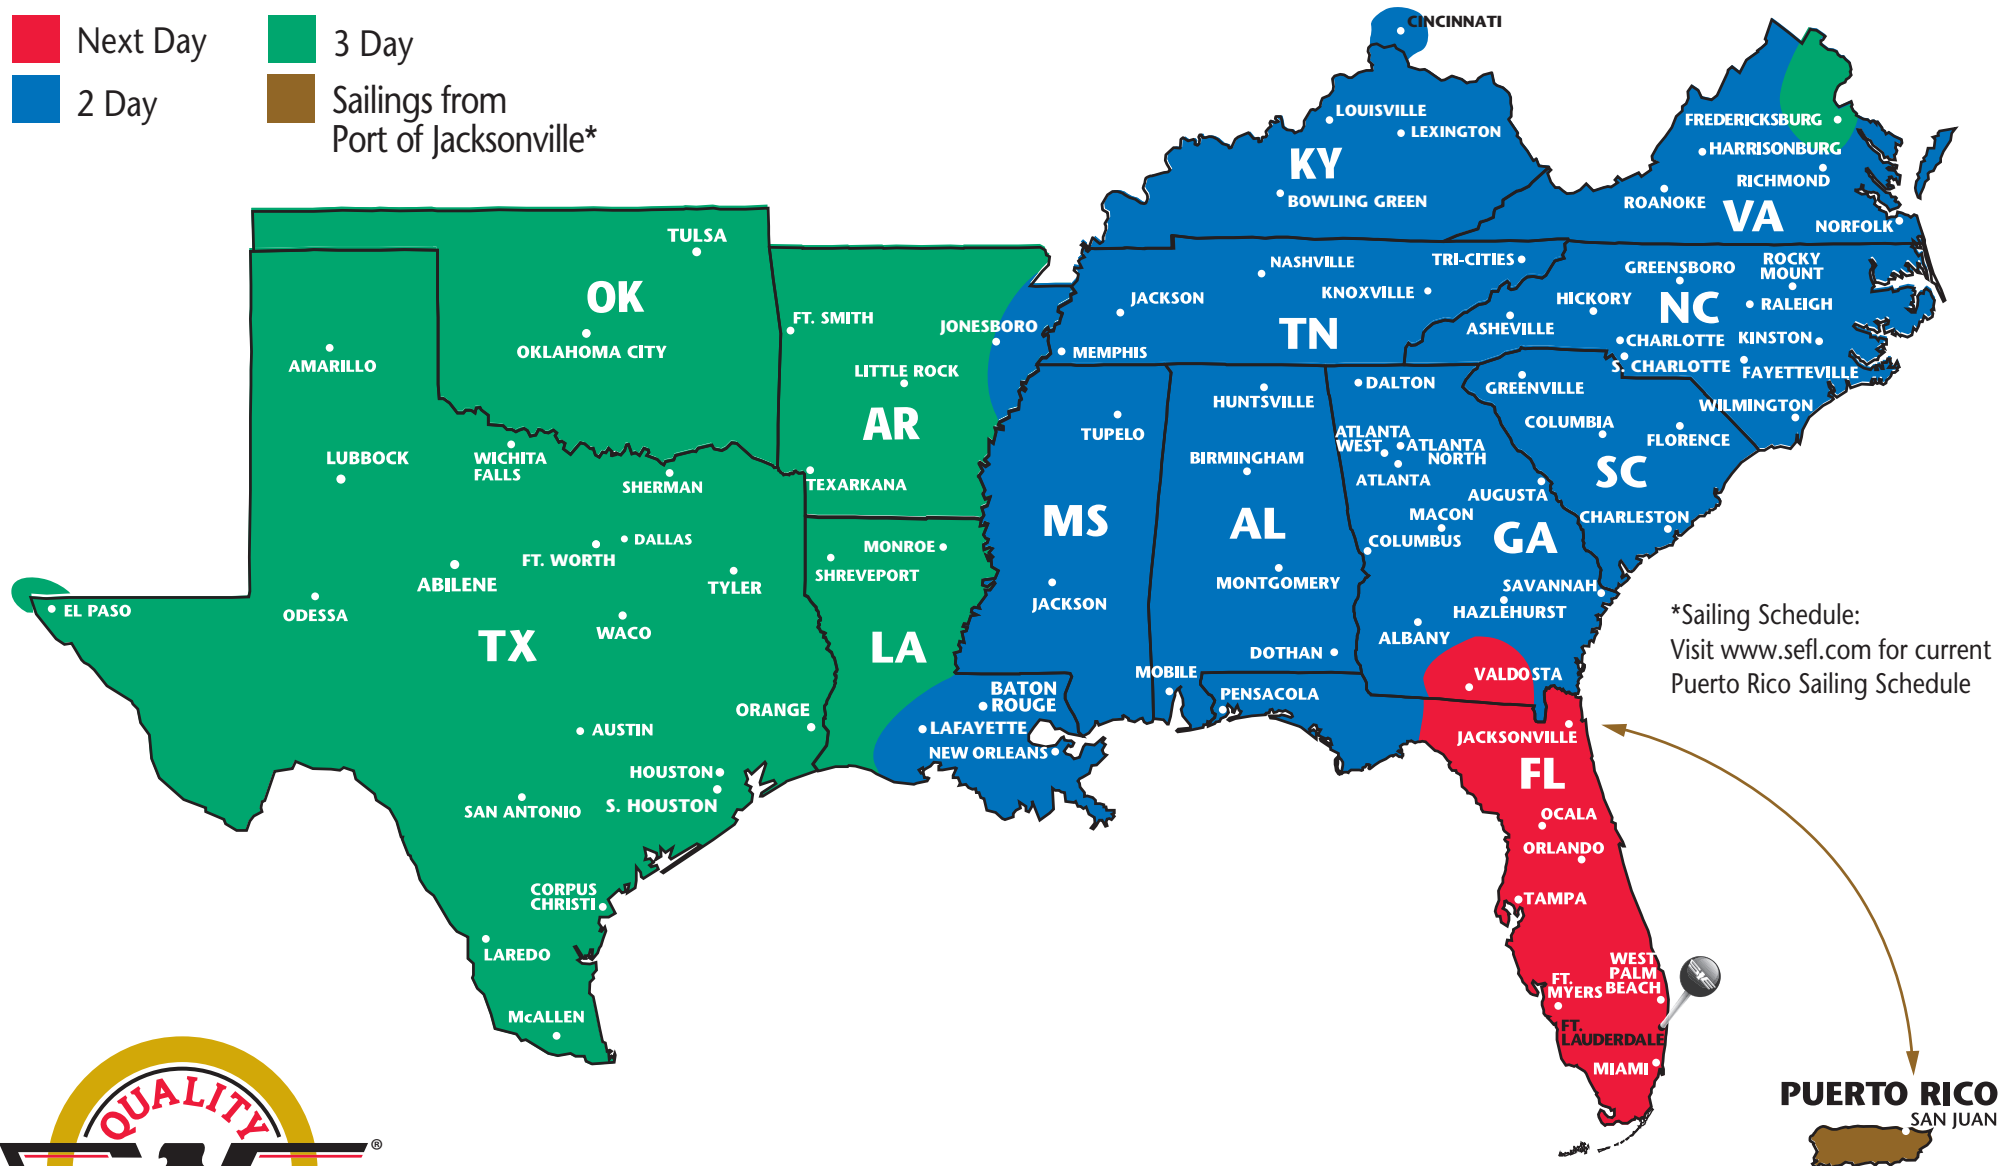 Next Day
3 Day
2 Day
Sailings from
Port of Jacksonville*
CINCINNATI
LOUISVILLE
LEXINGTON
KY
BOWLING GREEN
FREDERICKSBURG
HARRISONBURG
RICHMOND
ROANOKE
VA
NORFOLK
TULSA
OK
OKLAHOMA CITY
AMARILLO
LUBBOCK
WICHITA
FALLS
SHERMAN
FT. WORTH
DALLAS
ABILENE
TYLER
EL PASO
ODESSA
WACO
TX
AUSTIN
ORANGE
HOUSTON
S. HOUSTON
SAN ANTONIO
CORPUS
CHRISTI
LAREDO
McALLEN
FT. SMITH
JONESBORO
LITTLE ROCK
AR
TEXARKANA
MONROE
SHREVEPORT
LA
BATON
ROUGE
LAFAYETTE
NEW ORLEANS
NASHVILLE
TRI-CITIES
JACKSON
KNOXVILLE
TN
MEMPHIS
GREENSBORO
ROCKY
MOUNT
HICKORY
NC
RALEIGH
ASHEVILLE
CHARLOTTE
KINSTON
S. CHARLOTTE
FAYETTEVILLE
WILMINGTON
TUPELO
MS
JACKSON
HUNTSVILLE
BIRMINGHAM
AL
MONTGOMERY
DOTHAN
MOBILE
DALTON
ATLANTA
WEST
ATLANTA
NORTH
ATLANTA
AUGUSTA
MACON
COLUMBUS
GA
SAVANNAH
HAZLEHURST
ALBANY
VALDOSTA
GREENVILLE
COLUMBIA
FLORENCE
SC
CHARLESTON
PENSACOLA
JACKSONVILLE
FL
OCALA
ORLANDO
TAMPA
WEST
PALM
BEACH
FT.
MYERS
FT.
LAUDERDALE
MIAMI
*Sailing Schedule:
Visit www.sefl.com for current
Puerto Rico Sailing Schedule
PUERTO RICO
SAN JUAN
QUALITY
®